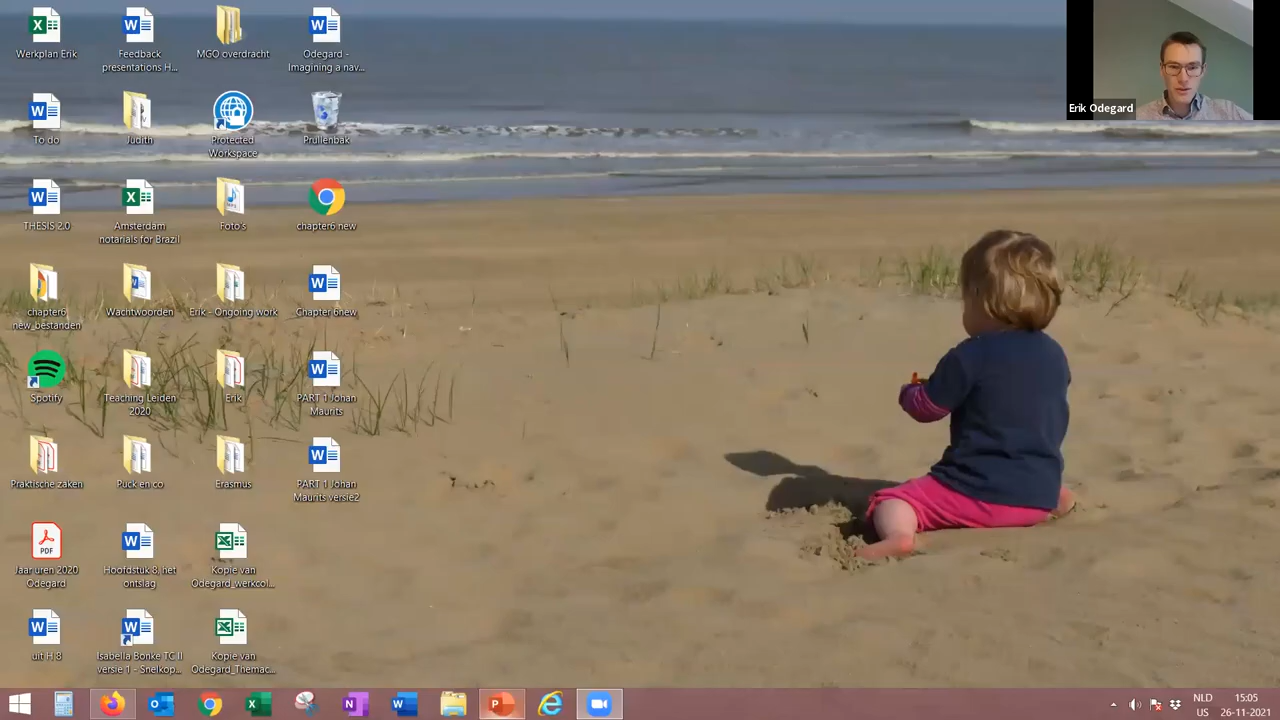 Werkplan Erik
Feedback
presentations H...
MGO overdracht
Odegard -
Imagining a nav...
Erik Odegard
To do
Judith
Protected
Workspace
Prullenbak
THESIS 2.0
Amsterdam
notarials for Brazil
Foto's
chapter6 new
chapter6
new_bestanden
Wachtwoorden
Erik - Ongoing work
Chapter 6new
Spotify
Teaching Leiden
2020
Erik
PART 1 Johan
Maurits
Praktische zaken
Puck en co
Erasmus
PART 1 Johan
Maurits versie2
PDF
Jaaruren 2020
Odegard
Hoofdstuk 8, het
ontslag
Kopie van
Odegard_werkcol...
uit H 8
Isabella Bonke TC II
versie 1 - Snelkop...
Kopie van
Odegard_Themac...
NLD
US
15:05
26-11-2021